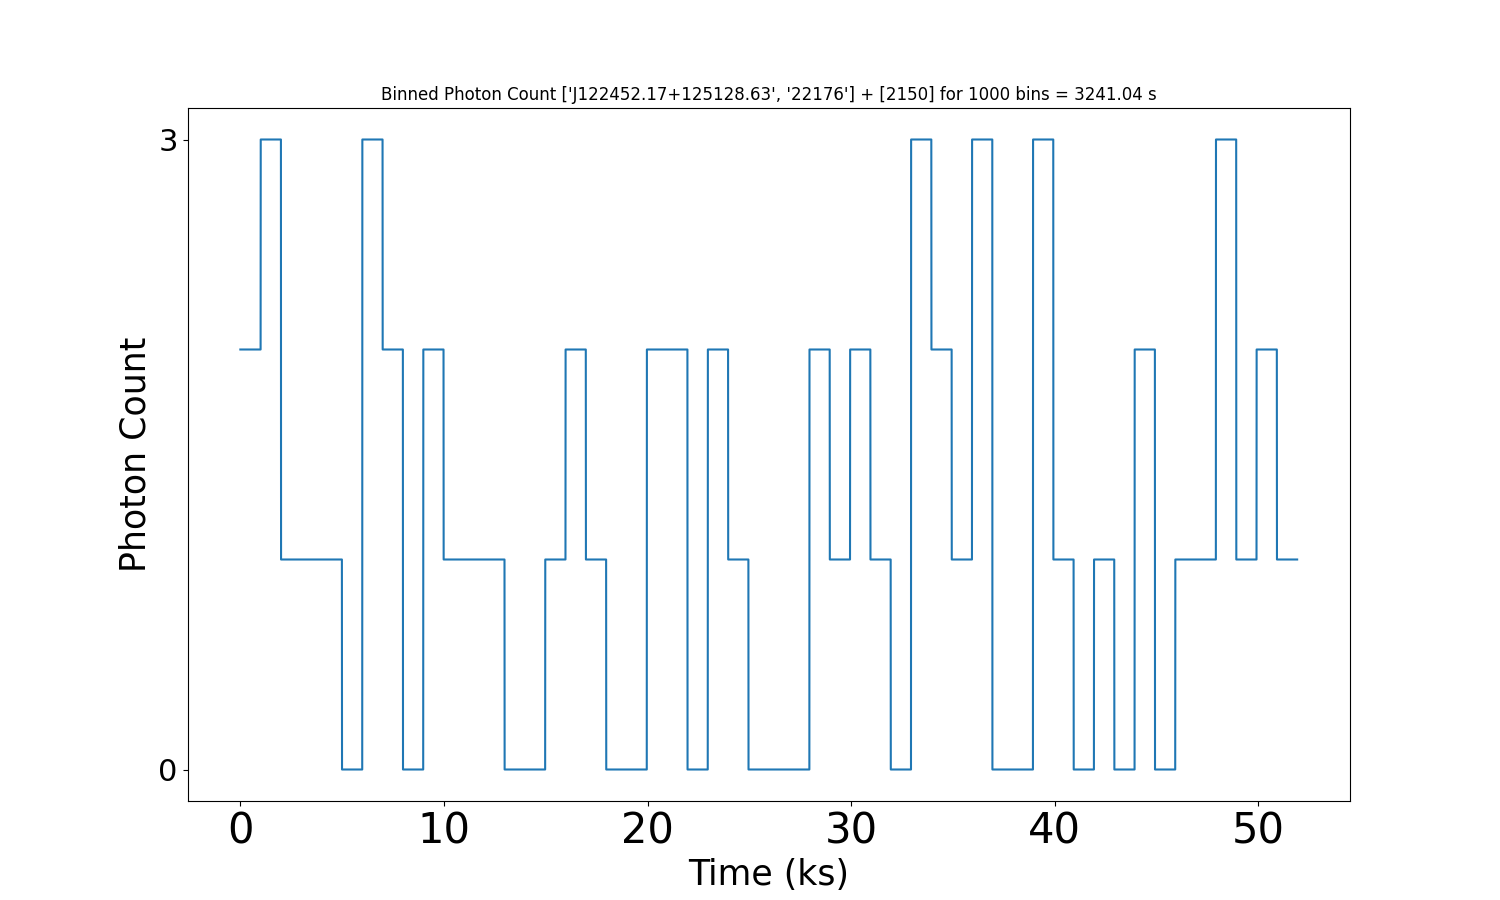 Binned Photon Count ['J122452.17+125128.63', '22176'] + [2150] for 1000 bins = 3241.04 s
3
Photon Count
0
0 10 20 30 40 50
Time (ks)